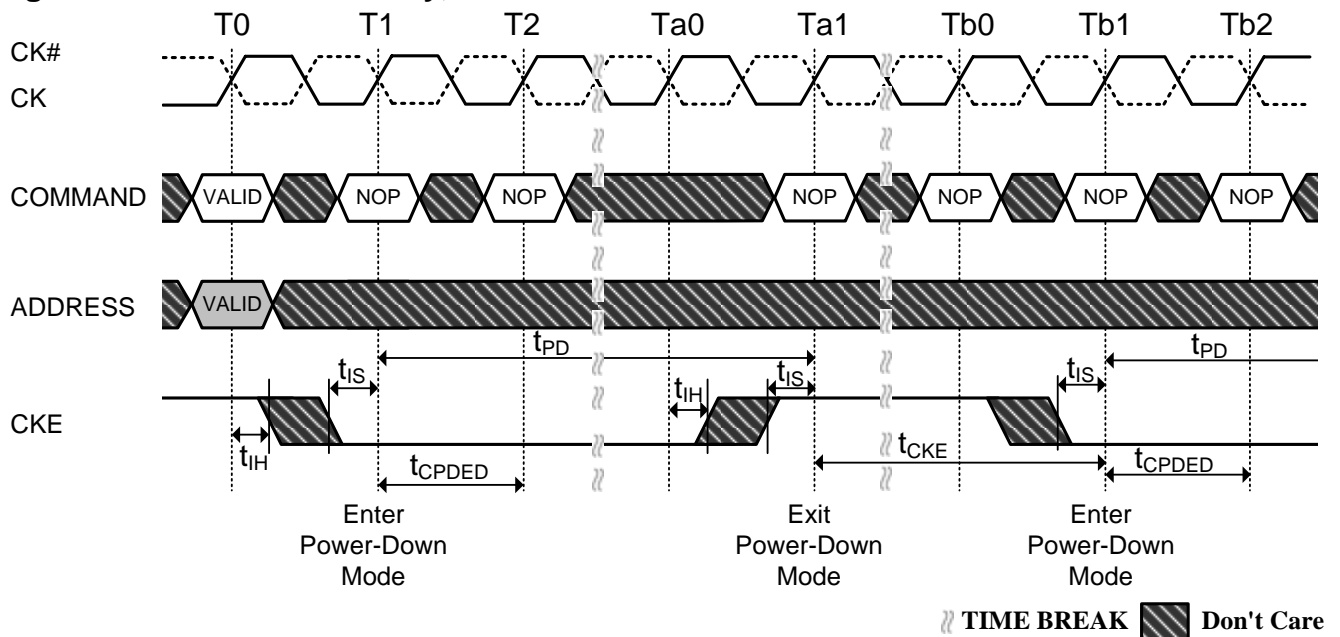 T0 T1 T2 Ta0 Ta1 Tb0 Tb1 Tb2
CK#
CK
COMMAND VALID NOP NOP NOP NOP NOP NOP
ADDRESS VALID
tPD tPD
tIS tIH tIS tIS
CKE
tIH tCPDED tCKE tCPDED
Enter Power-Down Mode
Exit Power-Down Mode
Enter Power-Down Mode
TIME BREAK Don't Care